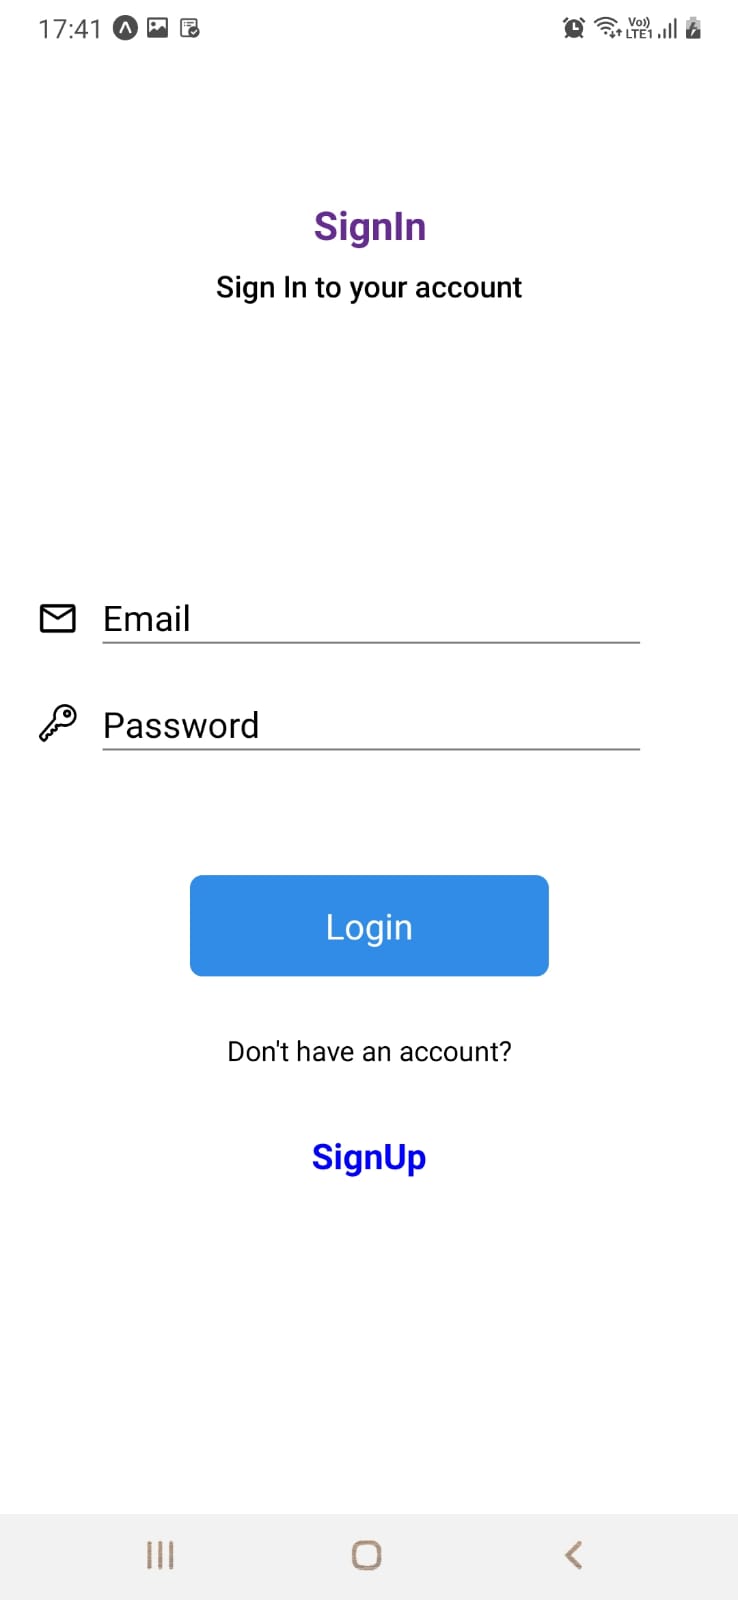 17:41 Vo)) LTE1
SignIn
Sign In to your account
Email
Password
Login
Don't have an account?
SignUp